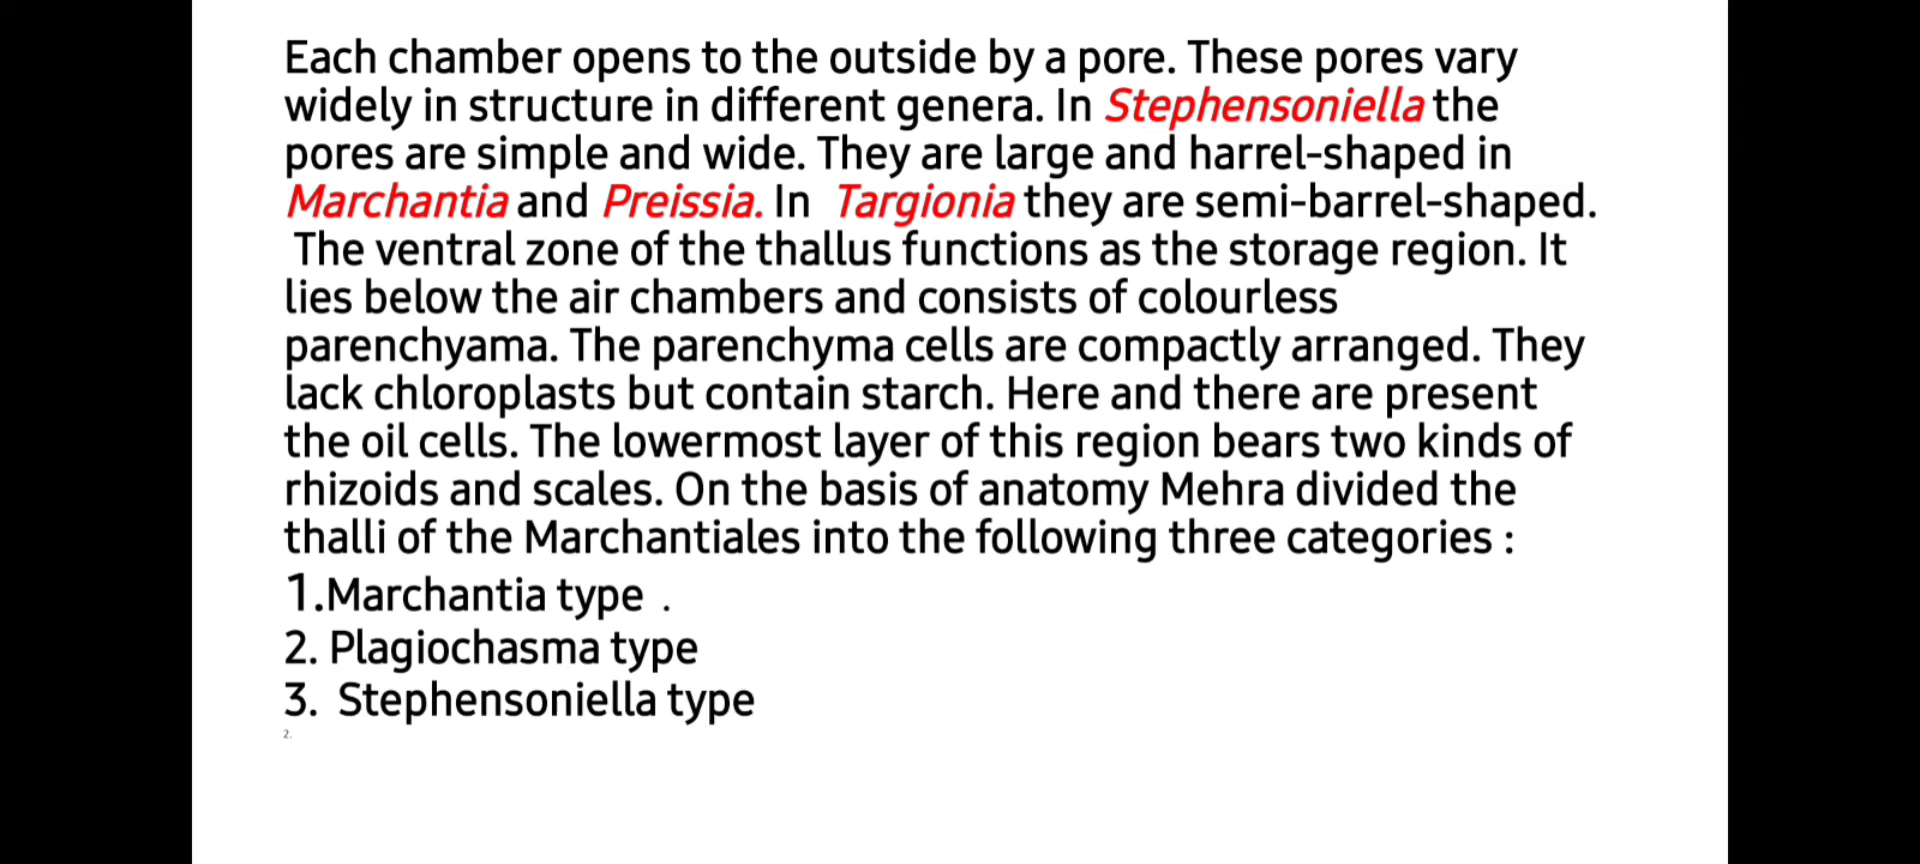 Each chamber opens to the outside by a pore. These pores vary
widely in structure in different genera. In Stephensoniella the
pores are simple and wide. They are large and harrel-shaped in
Marchantia and Preissia. In Targionia they are semi-barrel-shaped.
The ventral zone of the thallus functions as the storage region. It
lies below the air chambers and consists of colourless
parenchyama. The parenchyma cells are compactly arranged. They
lack chloroplasts but contain starch. Here and there are present
the oil cells. The lowermost layer of this region bears two kinds of
rhizoids and scales. On the basis of anatomy Mehra divided the
thalli of the Marchantiales into the following three categories :
1.Marchantia type .
2. Plagiochasma type
3. Stephensoniella type
2.